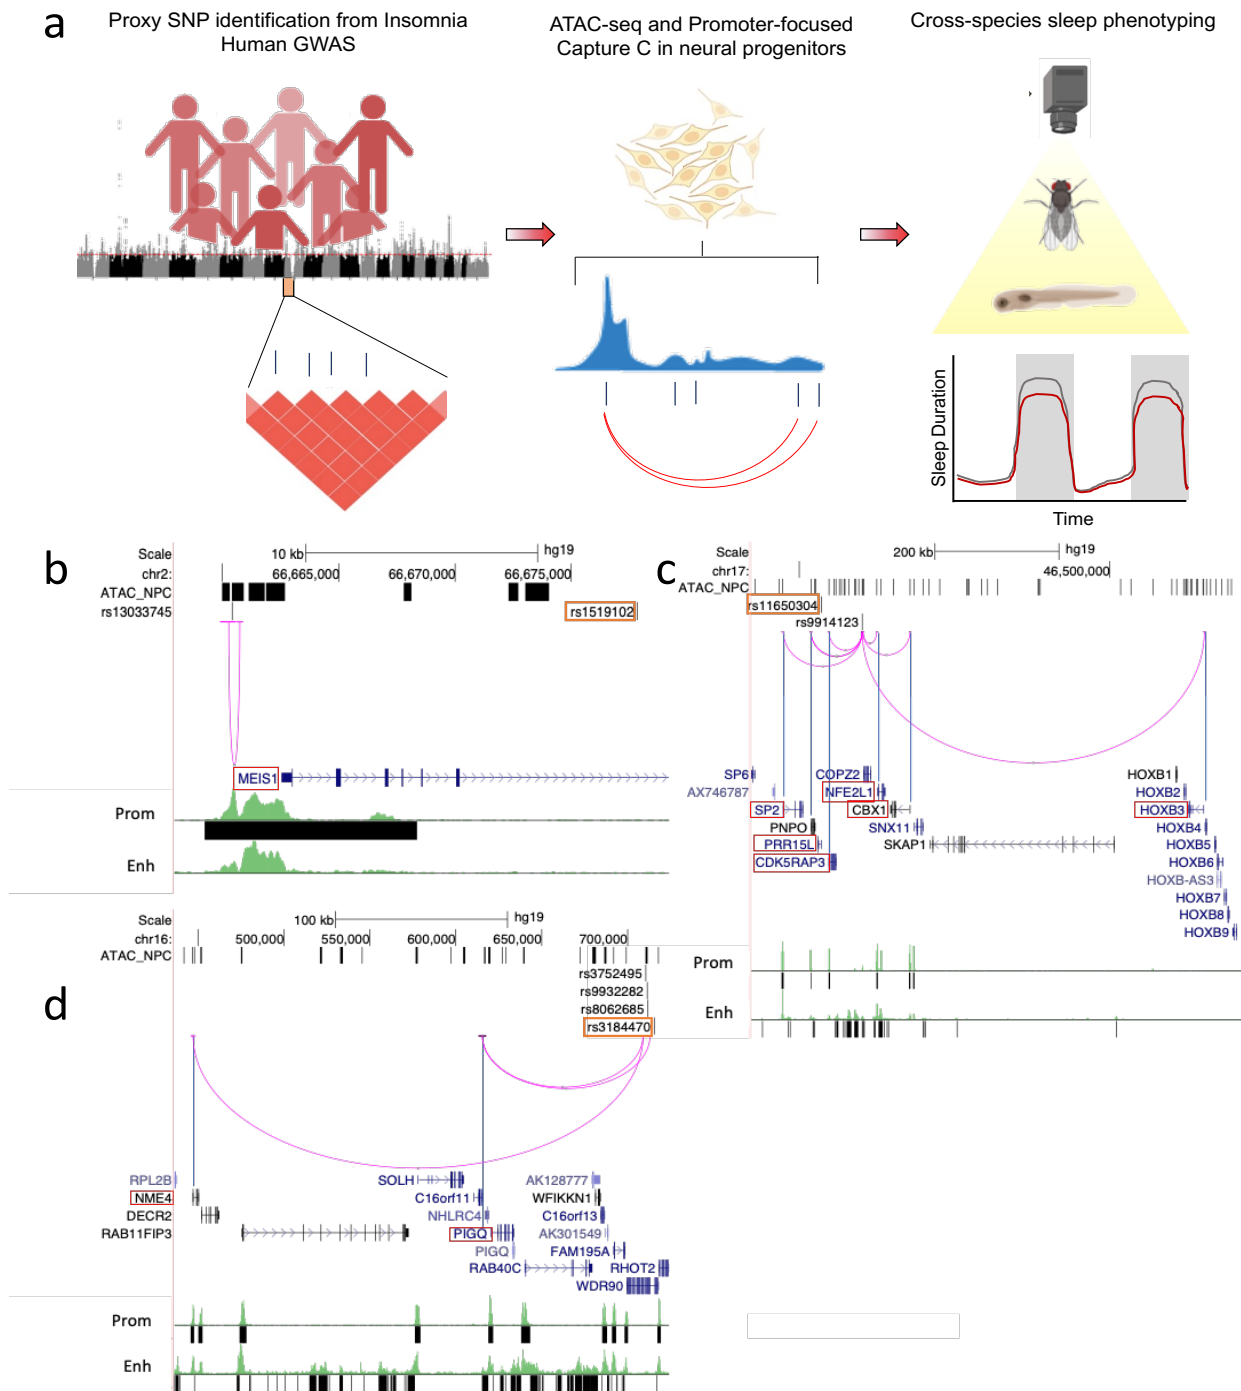 a
Proxy SNP identification from Insomnia
Human GWAS
ATAC-seq and Promoter-focused
Capture C in neural progenitors
Cross-species sleep phenotyping
Sleep Duration
Time
b
Scale
10 kb
hg19
chr2:
66,665,000
66,670,000
66,675,000
ATAC_NPC
rs13033745
rs1519102
MEIS1
Prom
Enh
c
Scale
200 kb
hg19
chr17:
46,500,000
ATAC_NPC
rs11650304
rs9914123
SP6
COPZ2
HOXB1
AX746787
NFE2L1
HOXB2
SP2
CBX1
HOXB3
PNPO
SNX11
HOXB4
PRR15L
SKAP1
HOXB5
CDK5RAP3
HOXB6
HOXB-AS3
HOXB7
HOXB8
HOXB9
Prom
Enh
d
Scale
100 kb
hg19
chr16:
500,000
550,000
600,000
650,000
700,000
ATAC_NPC
rs3752495
rs9932282
rs8062685
rs3184470
RPL2B
SOLH
AK128777
NME4
C16orf11
WFIKKN1
DECR2
NHLRC4
C16orf13
RAB11FIP3
PIGQ
AK301549
PIGQ
FAM195A
RAB40C
RHOT2
WDR90
Prom
Enh